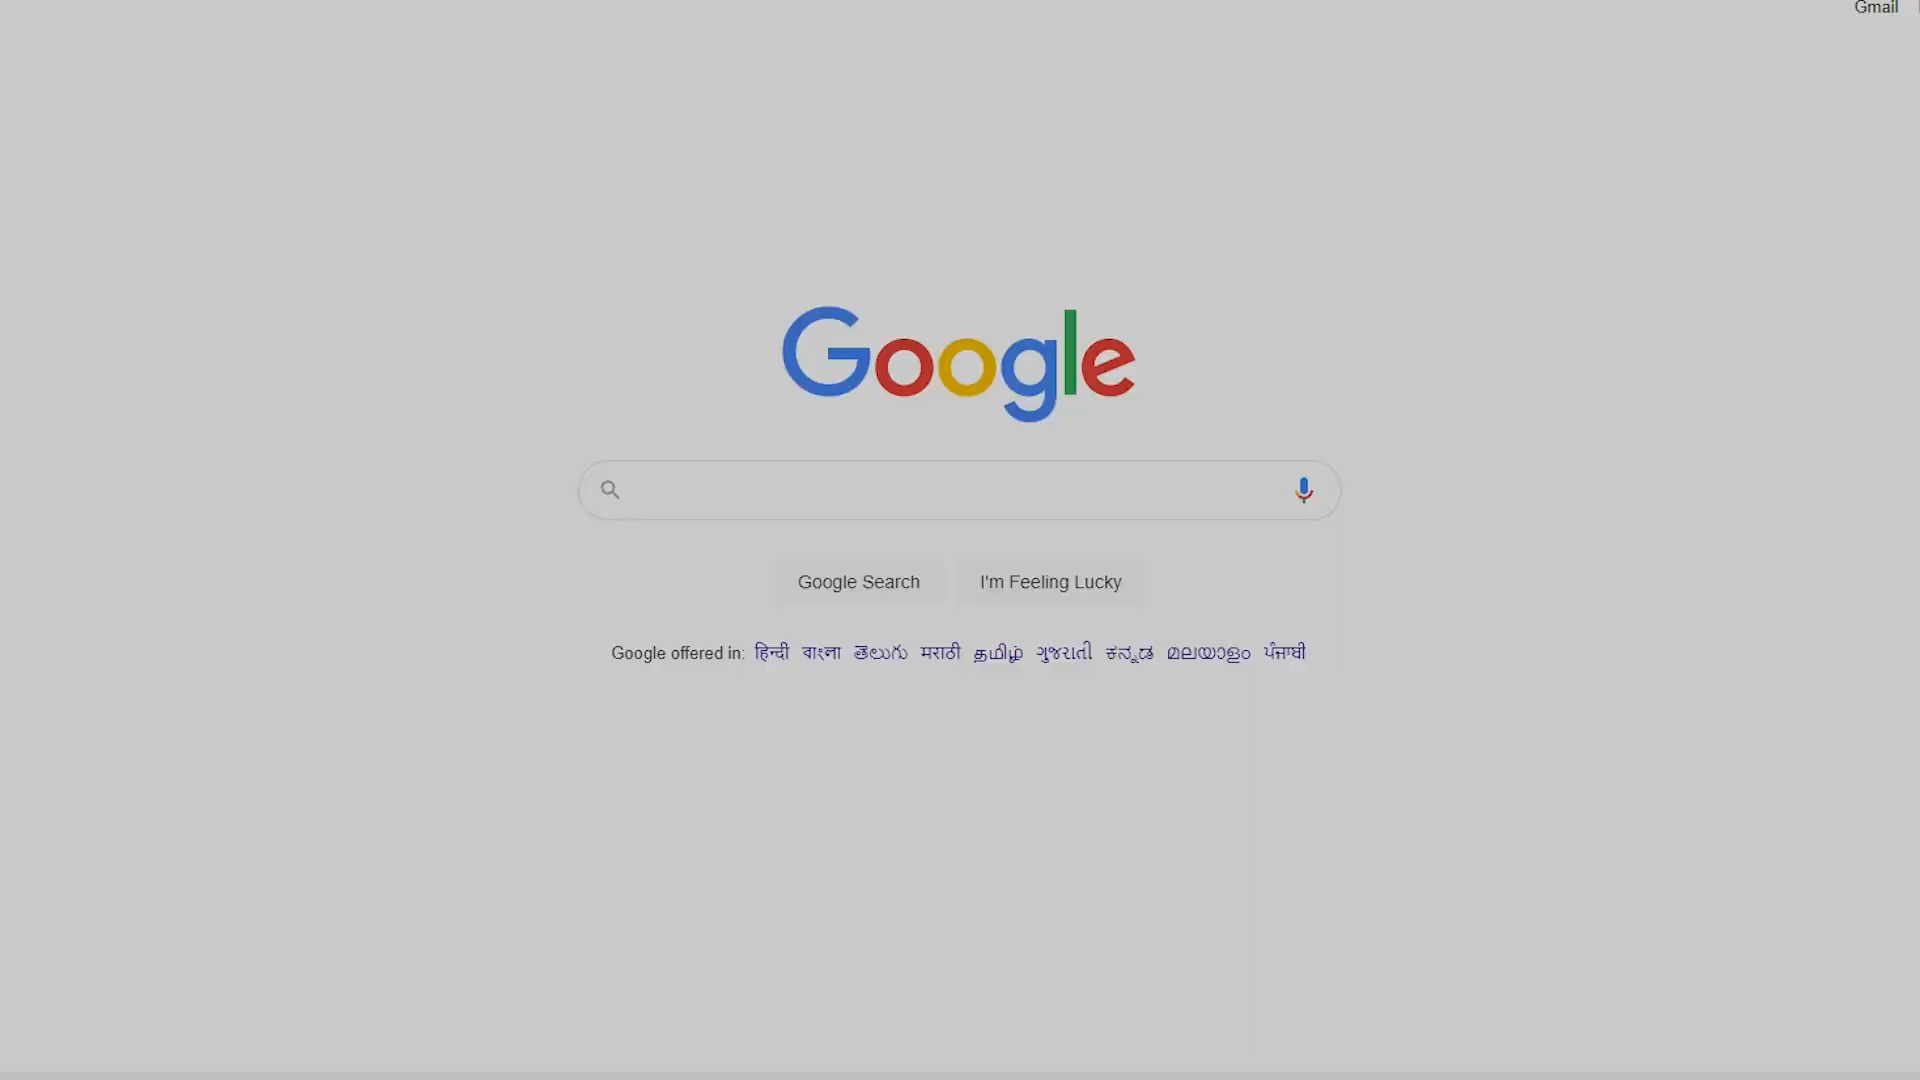 Gmail
Google
Google Search I'm Feeling Lucky
Google offered in: हिन्दी বাংলা తెలుగు मराठी தமிழ் ગુજરાતી ಕನ್ನಡ മലയാളം ਪੰਜਾਬੀ